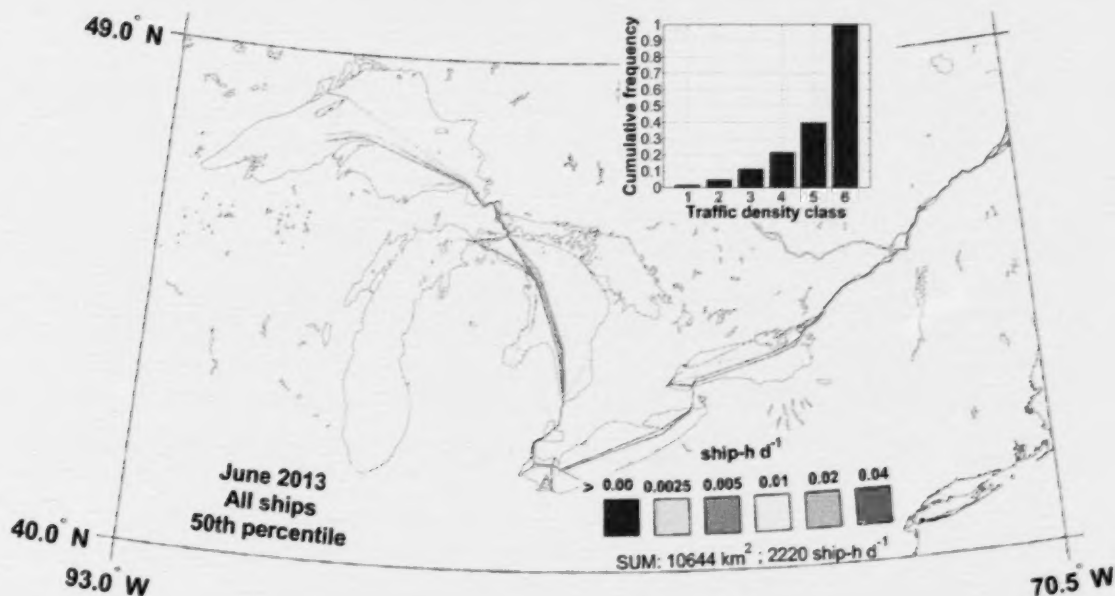 49.0° N
Cumulative frequency
1
0.9
0.8
0.7
0.6
0.5
0.4
0.3
0.2
0.1
0
1 2 3 4 5 6
Traffic density class
June 2013
All ships
50th percentile
ship-h d⁻¹
> 0.00 0.0025 0.005 0.01 0.02 0.04
SUM: 10644 km² ; 2220 ship-h d⁻¹
40.0° N
93.0° W
70.5° W